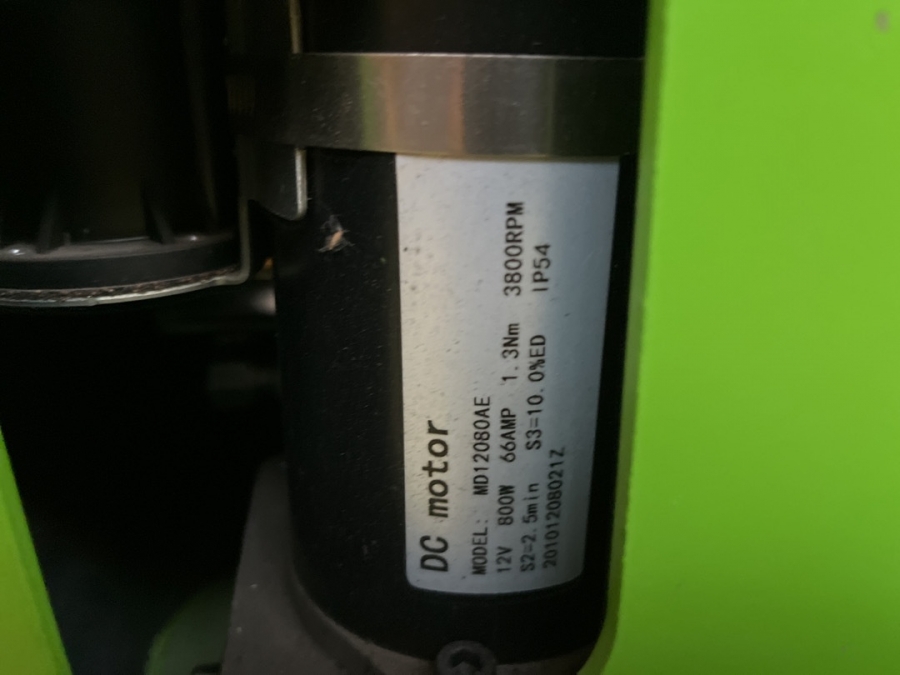 DC motor
MODEL: MD12080AE
12V 800W 66AMP 1.3Nm 3800RPM
S2=2.5min S3=10.0%ED IP54
20101208021Z